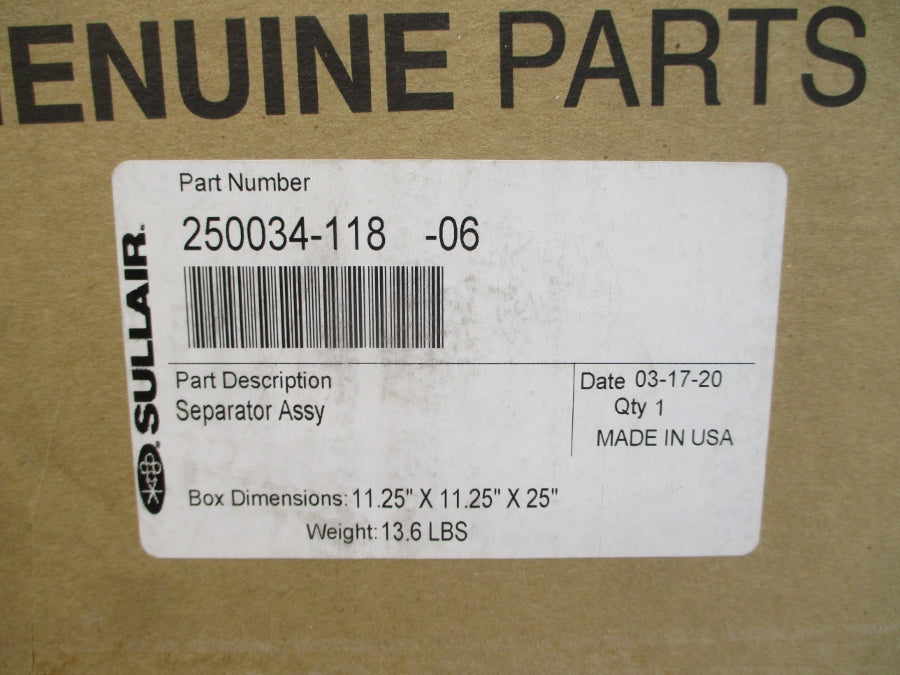 ENUINE PARTS
Part Number
250034-118 -06
SULLAIR
Part Description
Separator Assy
Date 03-17-20
Qty 1
MADE IN USA
Box Dimensions: 11.25" X 11.25" X 25"
Weight: 13.6 LBS